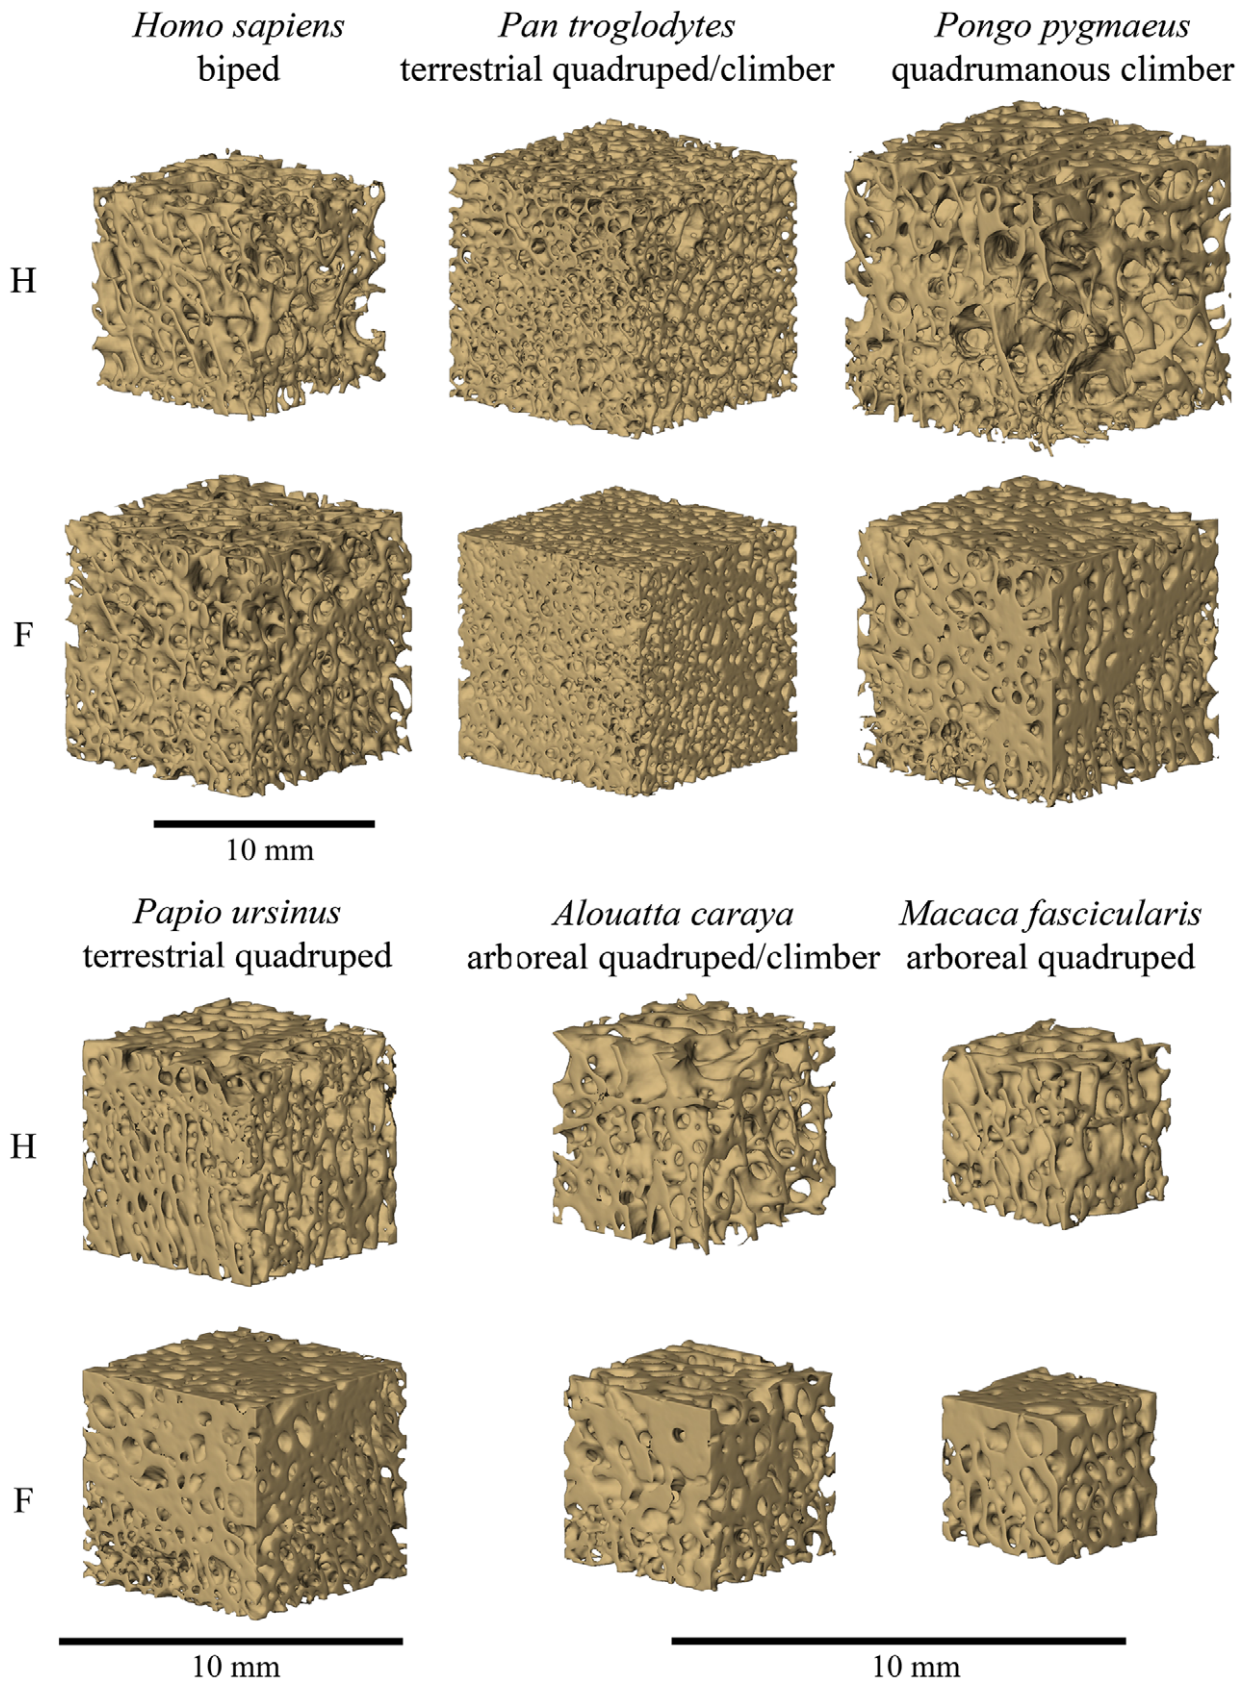 Homo sapiens Pan troglodytes Pongo pygmaeus
biped terrestrial quadruped/climber quadrumanous climber
H
F
10 mm
Papio ursinus Alouatta caraya Macaca fascicularis
terrestrial quadruped arboreal quadruped/climber arboreal quadruped
H
F
10 mm 10 mm